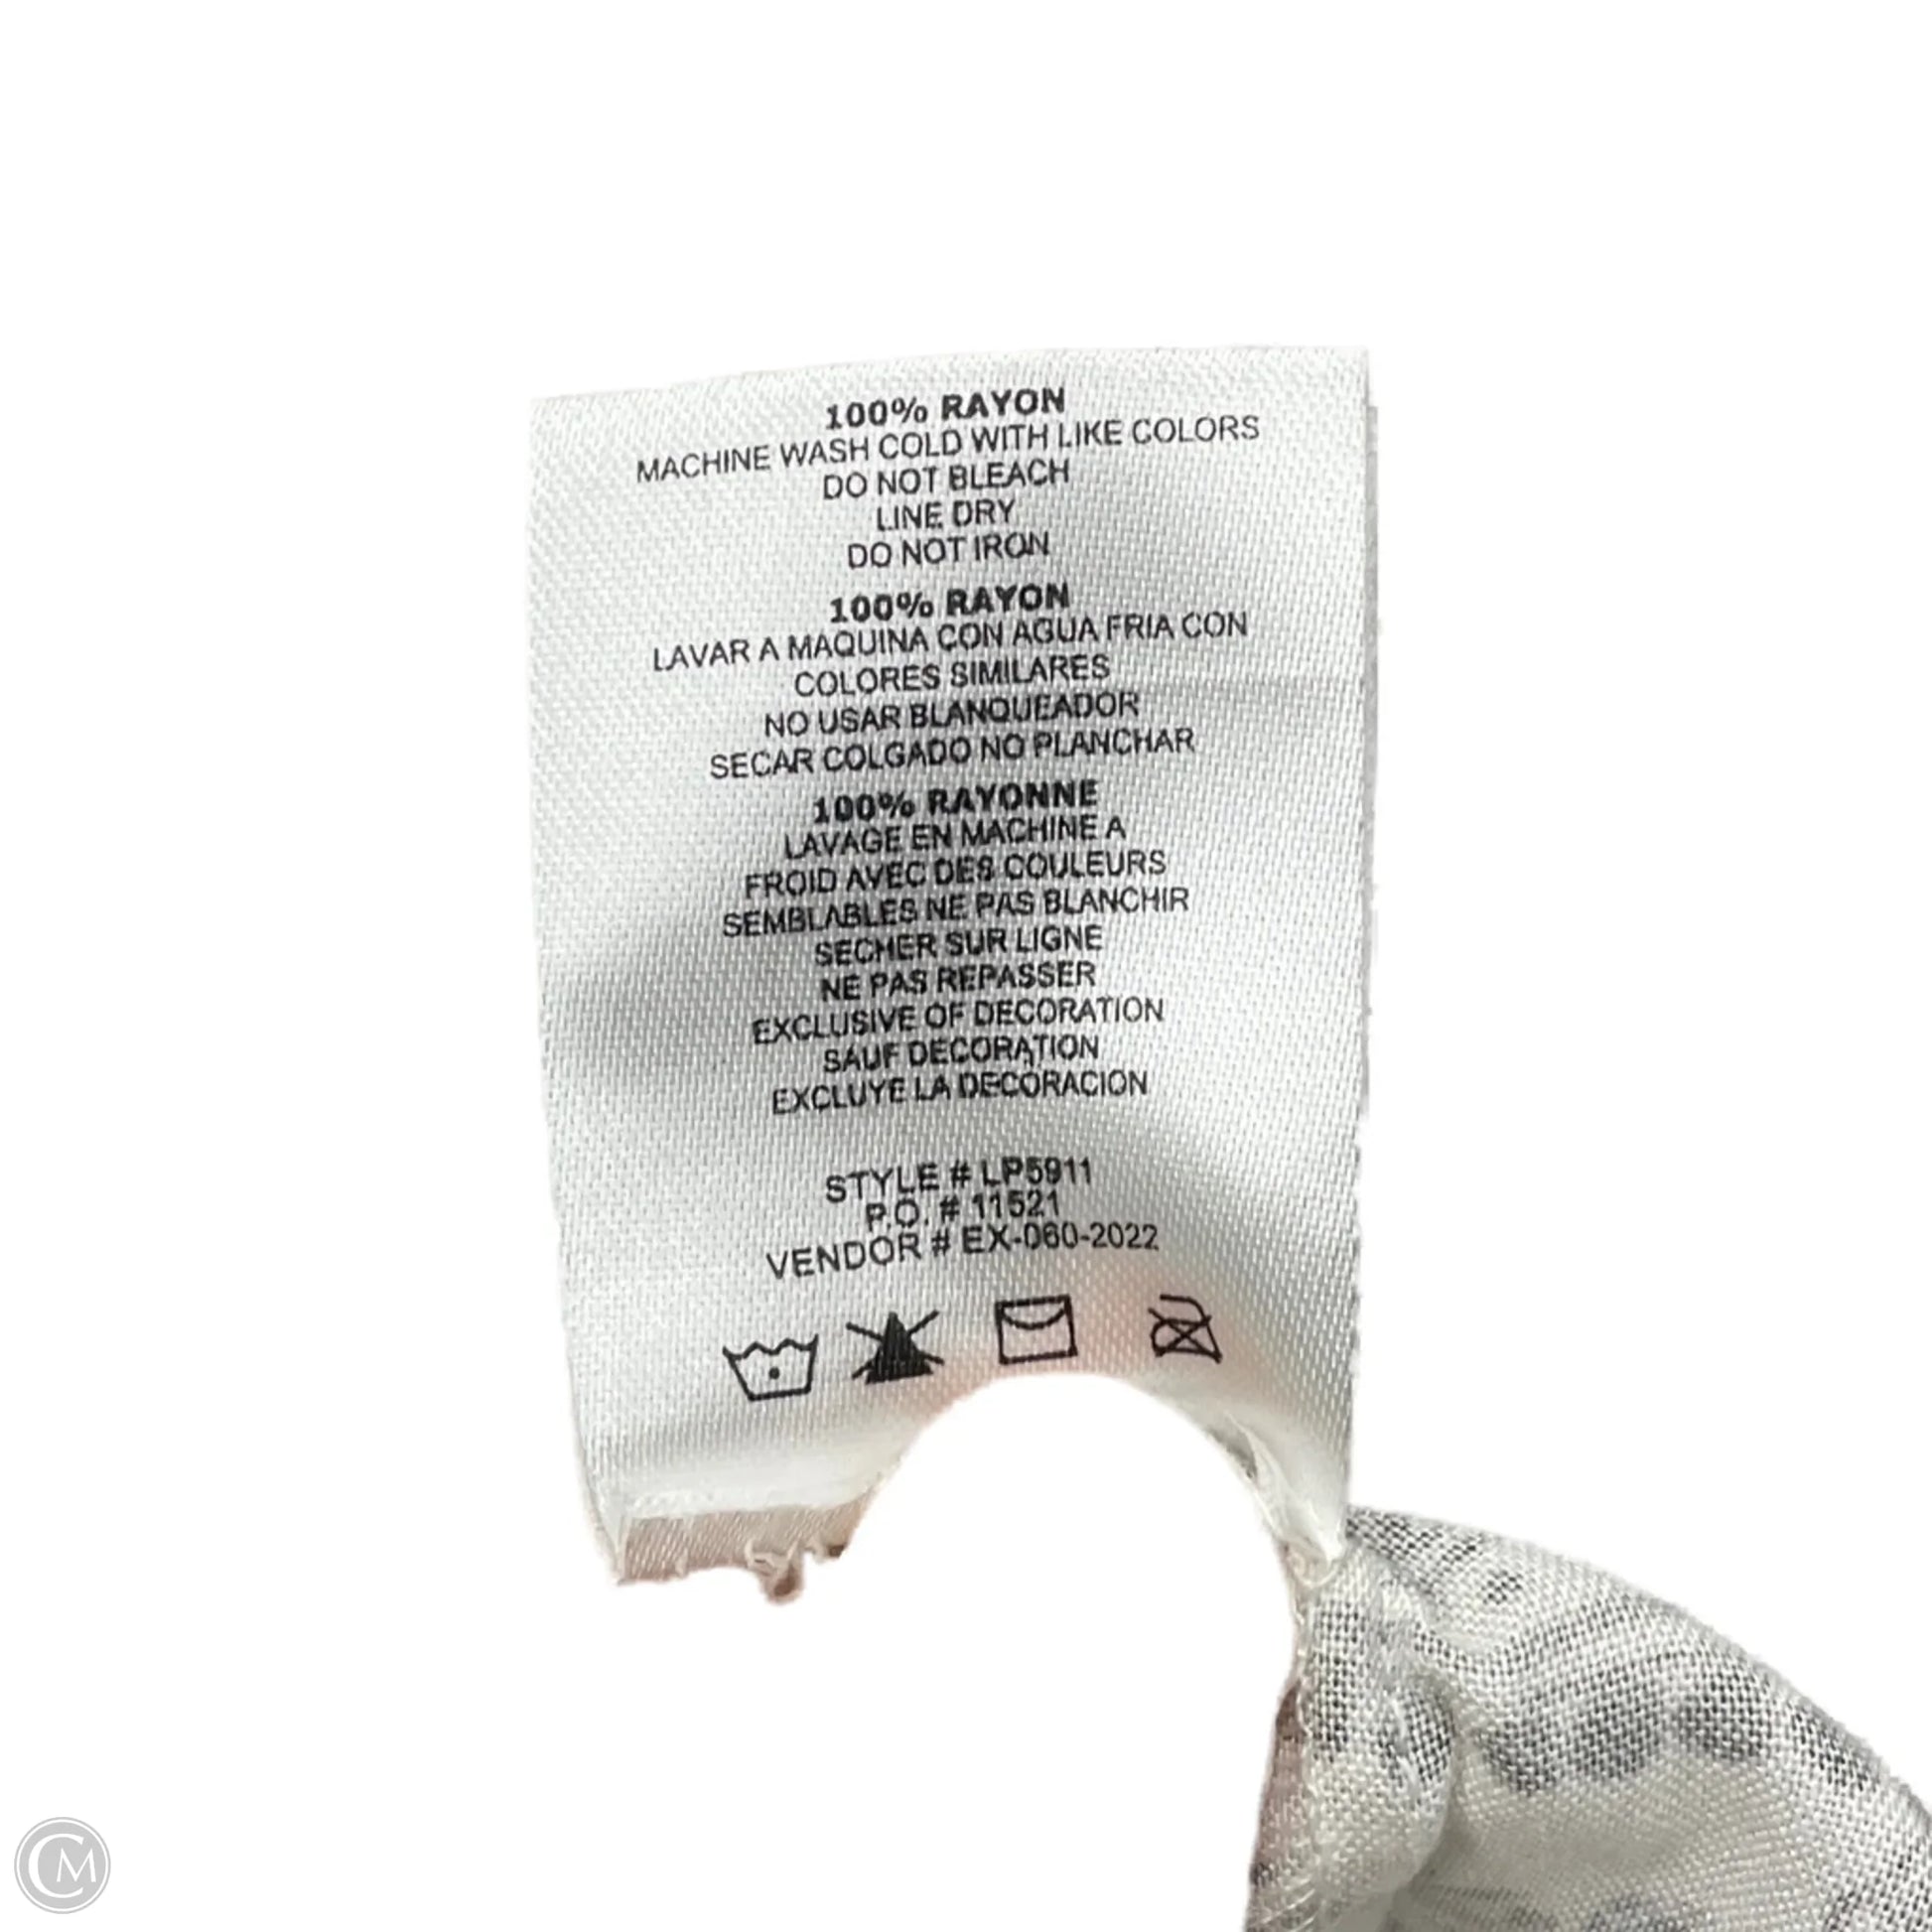 100% RAYON
MACHINE WASH COLD WITH LIKE COLORS
DO NOT BLEACH
LINE DRY
DO NOT IRON
100% RAYON
LAVAR A MAQUINA CON AGUA FRIA CON
COLORES SIMILARES
NO USAR BLANQUEADOR
SECAR COLGADO NO PLANCHAR
100% RAYONNE
LAVAGE EN MACHINE A
FROID AVEC DES COULEURS
SEMBLABLES NE PAS BLANCHIR
SECHER SUR LIGNE
NE PAS REPASSER
EXCLUSIVE OF DECORATION
SAUF DECORATION
EXCLUYE LA DECORACION
STYLE # LP5911
P.O. # 11521
VENDOR # EX-060-2022
CM